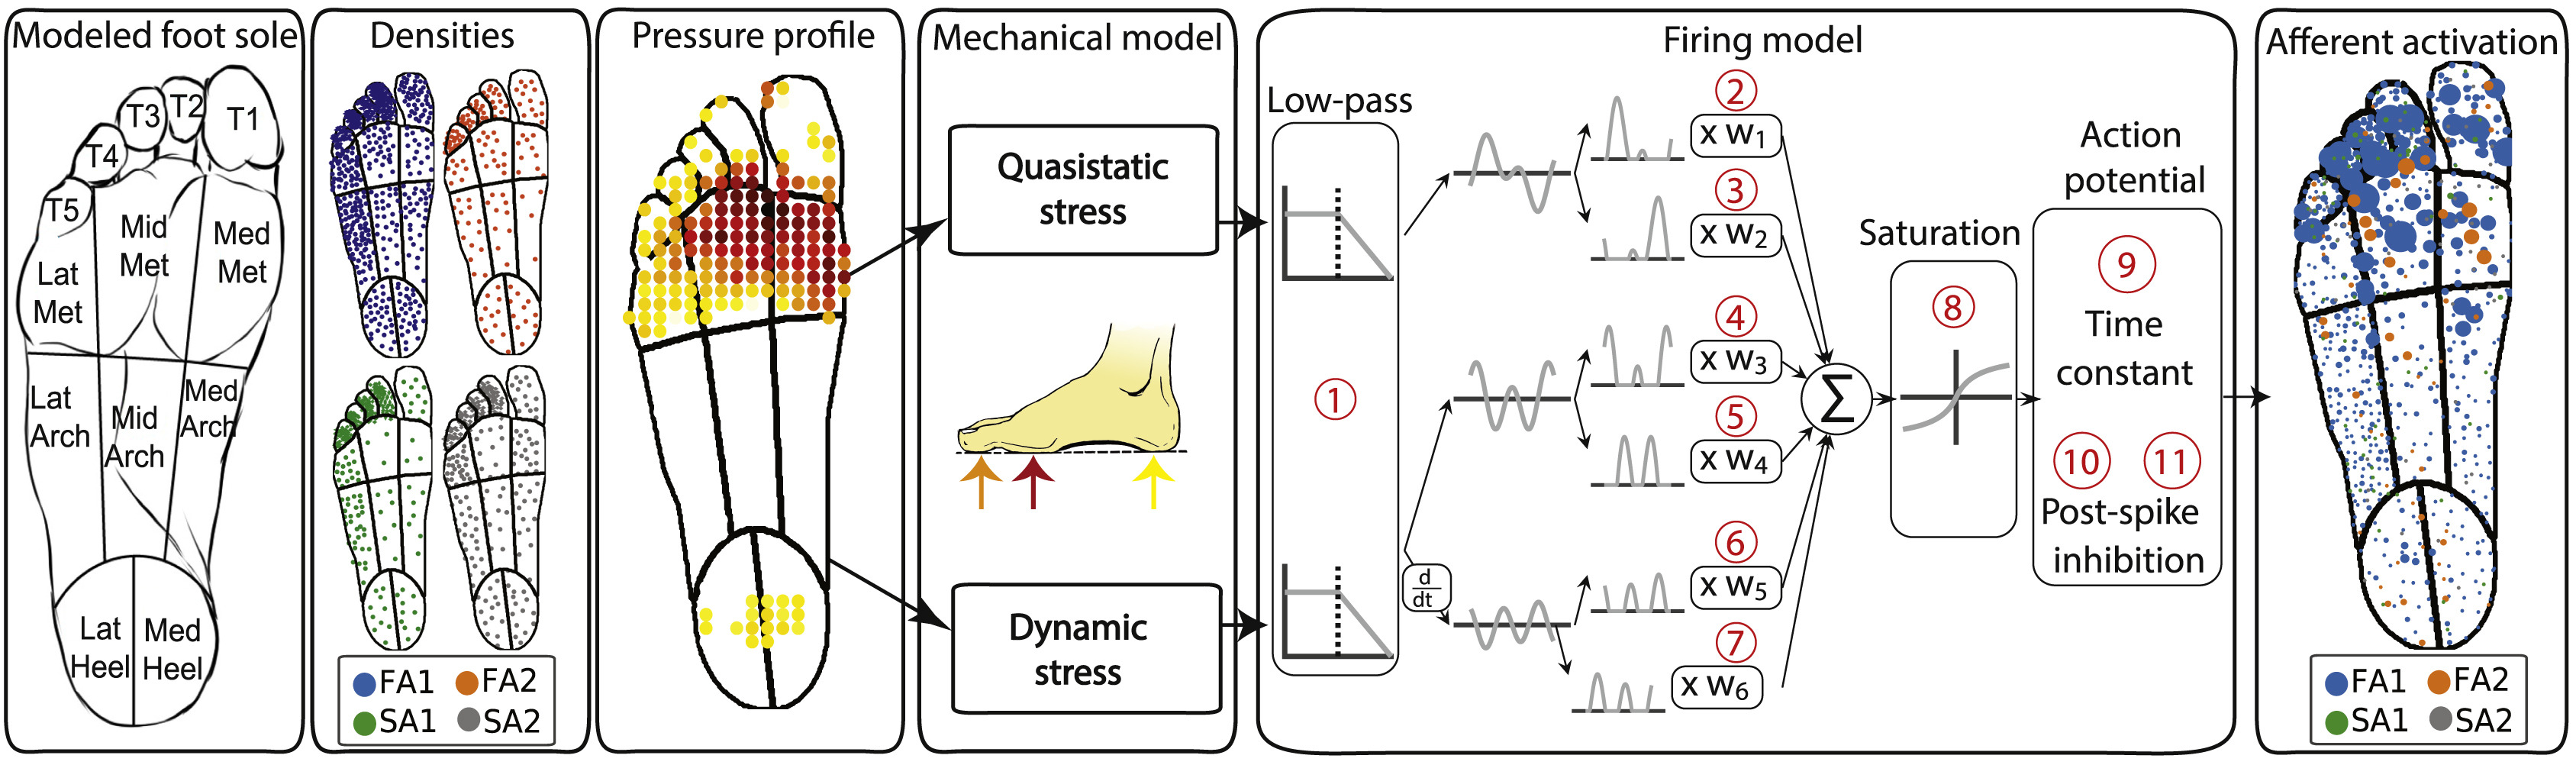 Modeled foot sole
T1
T2
T3
T4
T5
Mid
Met
Med
Met
Lat
Met
Lat
Arch
Mid
Arch
Med
Arch
Lat
Heel
Med
Heel
Densities
FA1
FA2
SA1
SA2
Pressure profile
Mechanical model
Quasistatic
stress
Dynamic
stress
Firing model
Low-pass
1
d
dt
2
x w1
3
x w2
4
x w3
5
x w4
6
x w5
7
x w6
Σ
Saturation
8
Action
potential
9
Time
constant
10
11
Post-spike
inhibition
Afferent activation
FA1
FA2
SA1
SA2